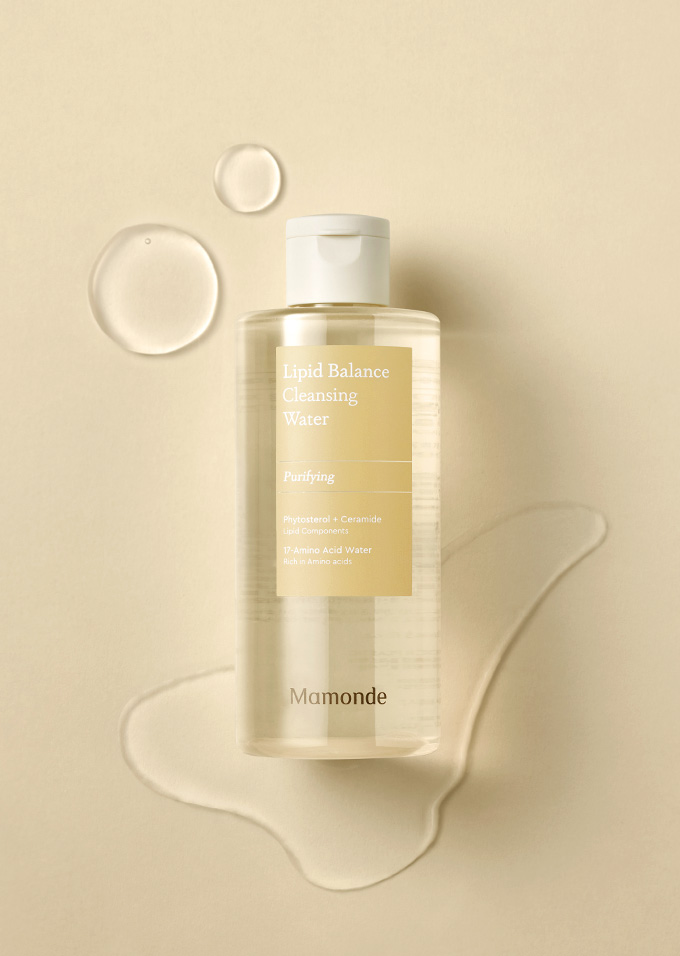 Lipid Balance
Cleansing
Water
Purifying
Phytosterol + Ceramide
Lipid Components
17-Amino Acid Water
Rich in Amino acids
Mamonde